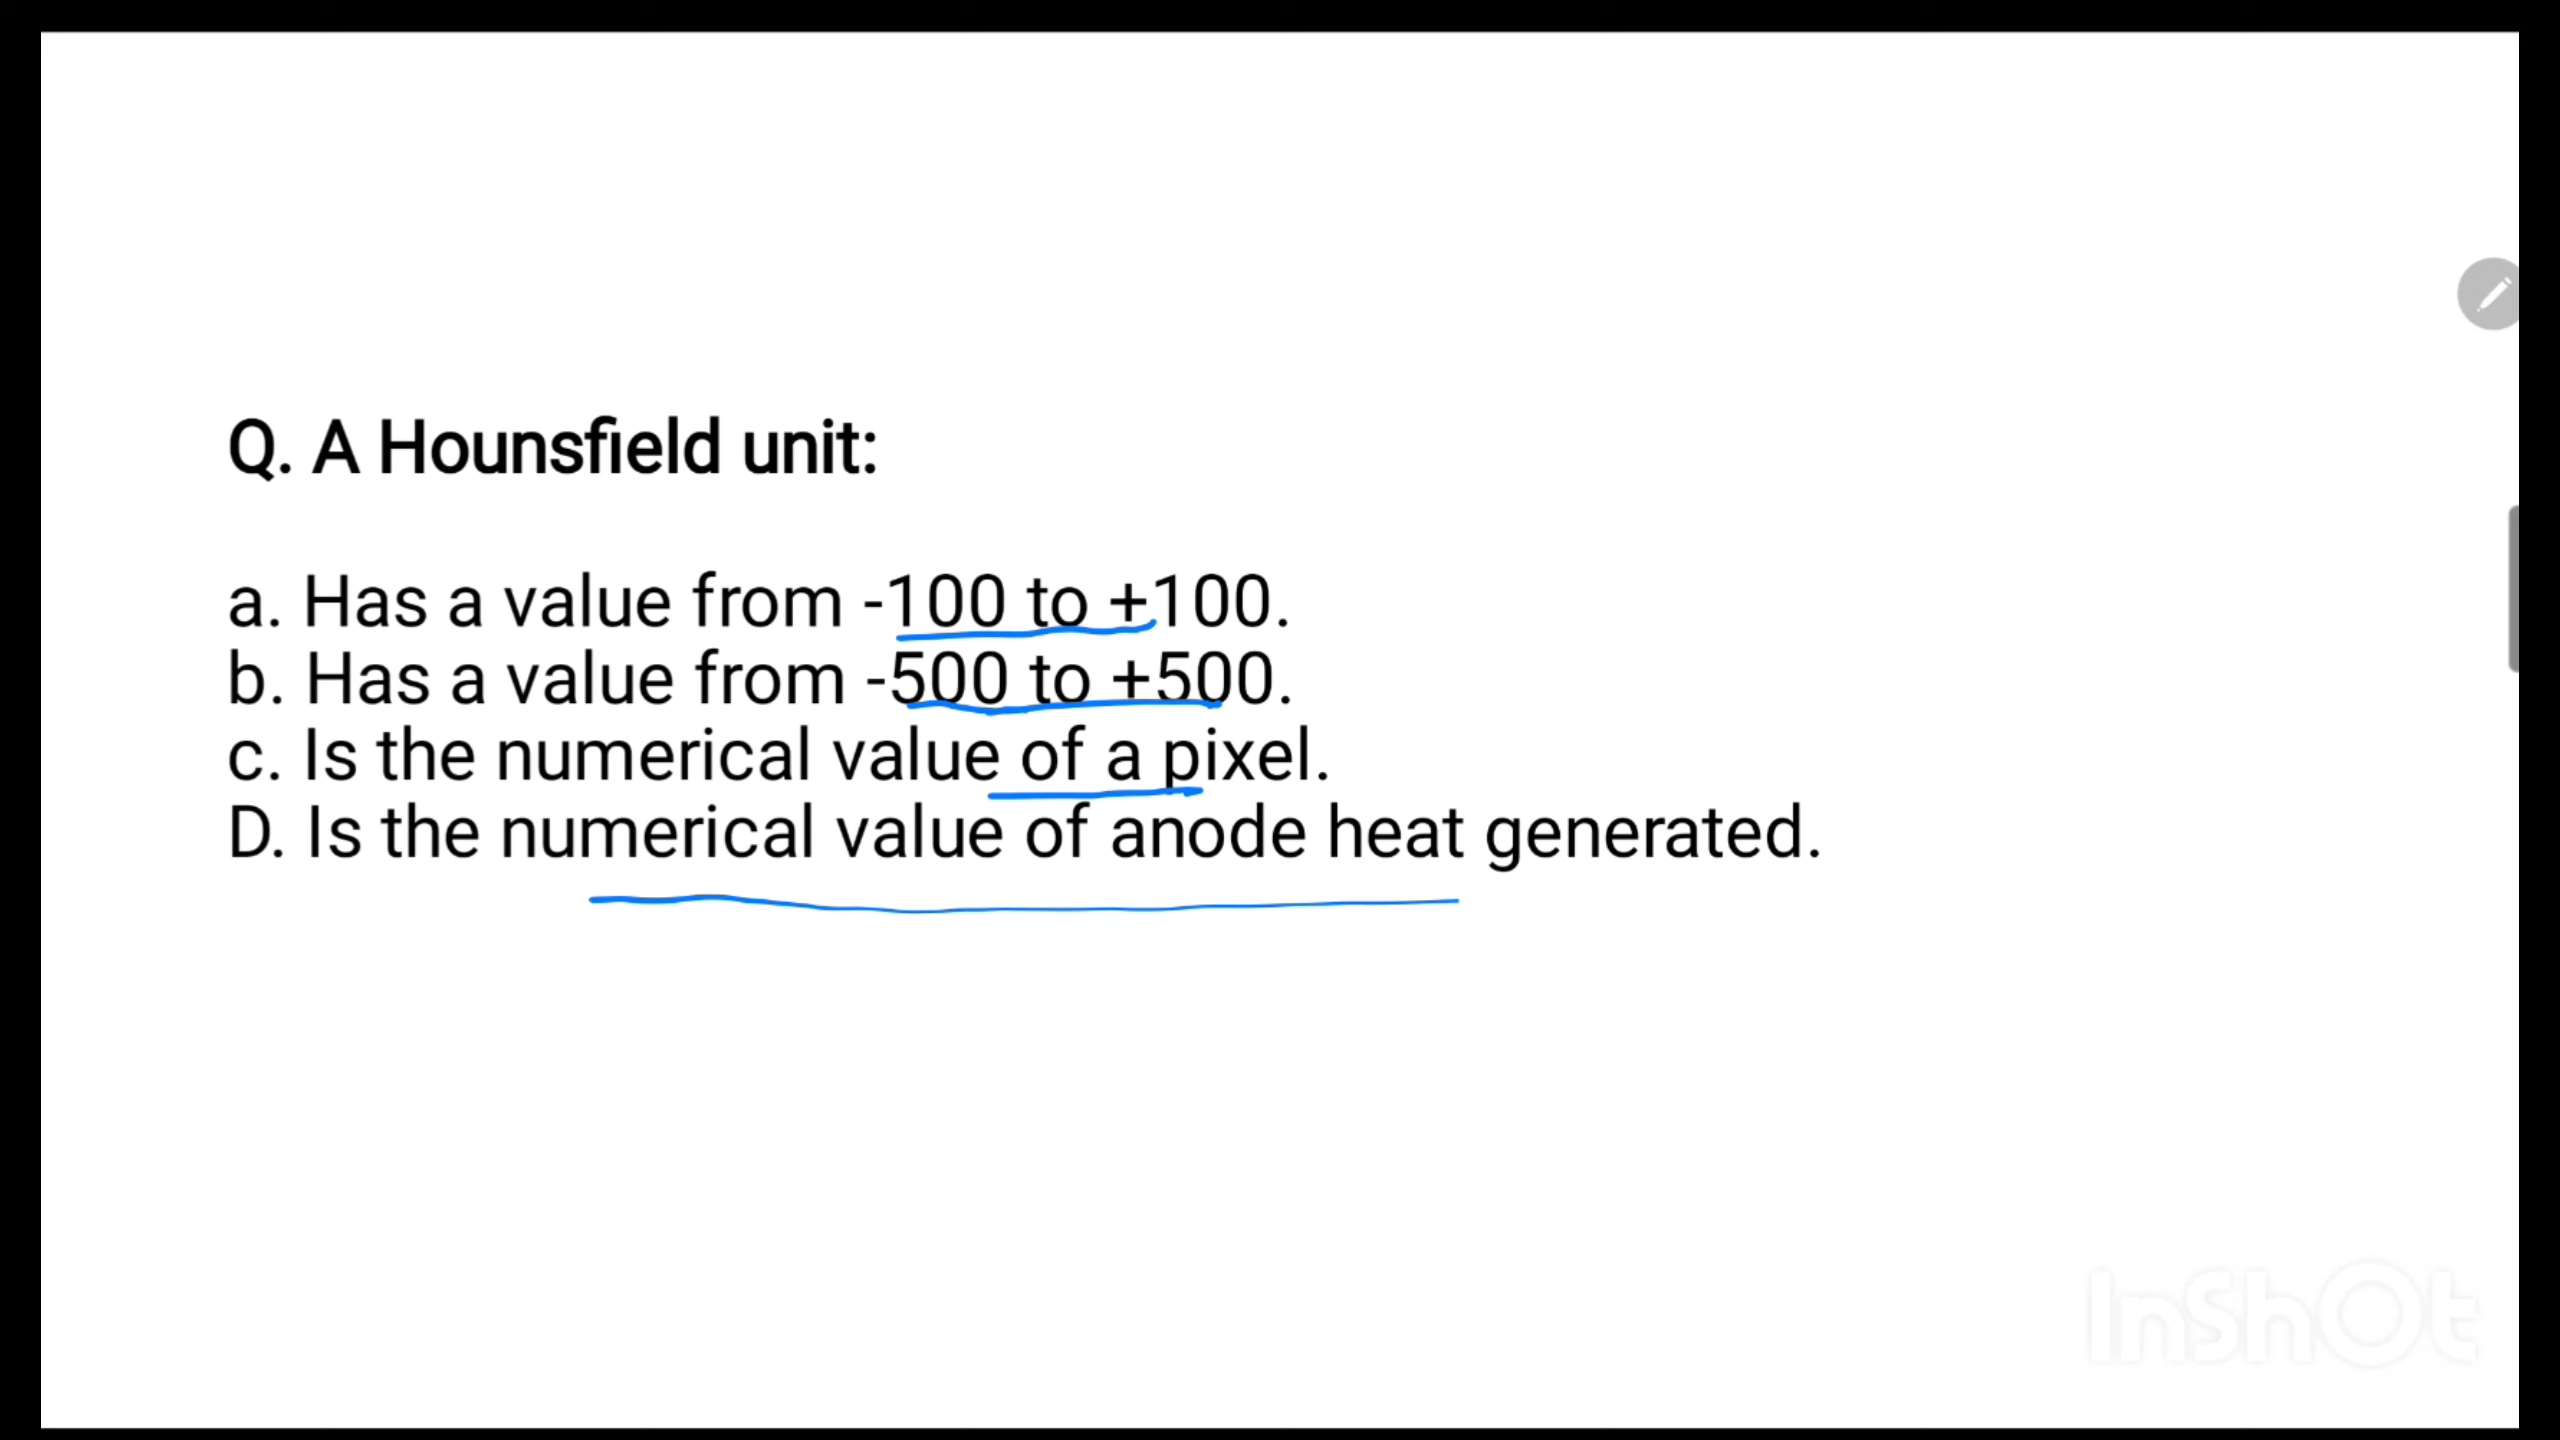 Q. A Hounsfield unit:
a. Has a value from -100 to +100.
b. Has a value from -500 to +500.
c. Is the numerical value of a pixel.
D. Is the numerical value of anode heat generated.
InShOt